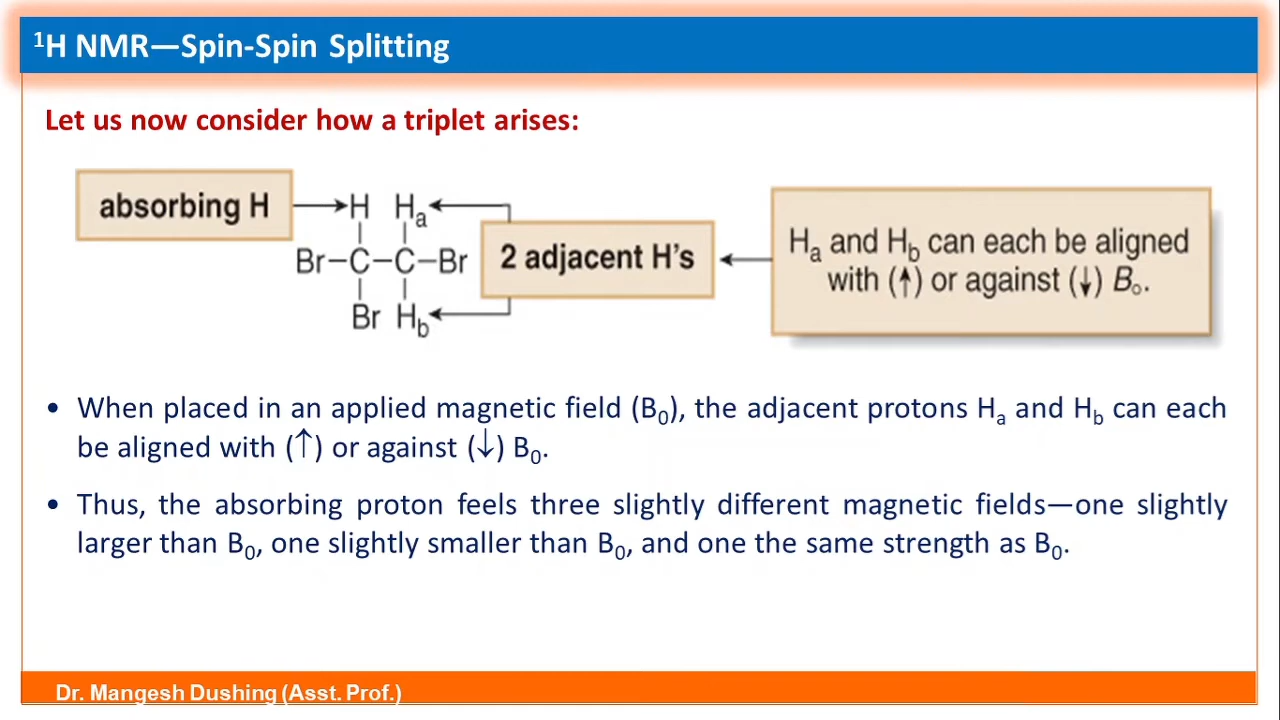 ¹H NMR—Spin-Spin Splitting
Let us now consider how a triplet arises:
absorbing H
H Hₐ
Br–C–C–Br
Br H_b
2 adjacent H's
Hₐ and H_b can each be aligned
with (↑) or against (↓) B₀.
• When placed in an applied magnetic field (B₀), the adjacent protons Hₐ and H_b can each
be aligned with (↑) or against (↓) B₀.
• Thus, the absorbing proton feels three slightly different magnetic fields—one slightly
larger than B₀, one slightly smaller than B₀, and one the same strength as B₀.
Dr. Mangesh Dushing (Asst. Prof.)